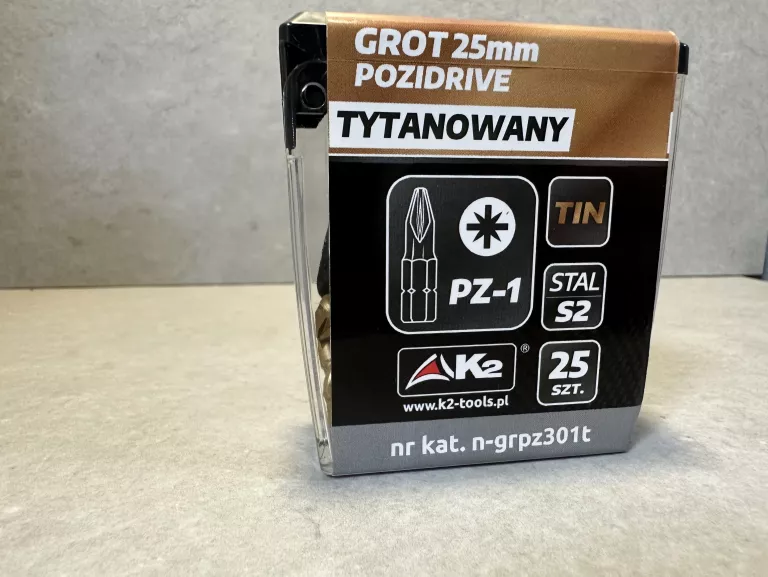 GROT 25mm
POZIDRIVE
TYTANOWANY
TIN
PZ-1
STAL
S2
K2®
www.k2-tools.pl
25
SZT.
nr kat. n-grpz301t